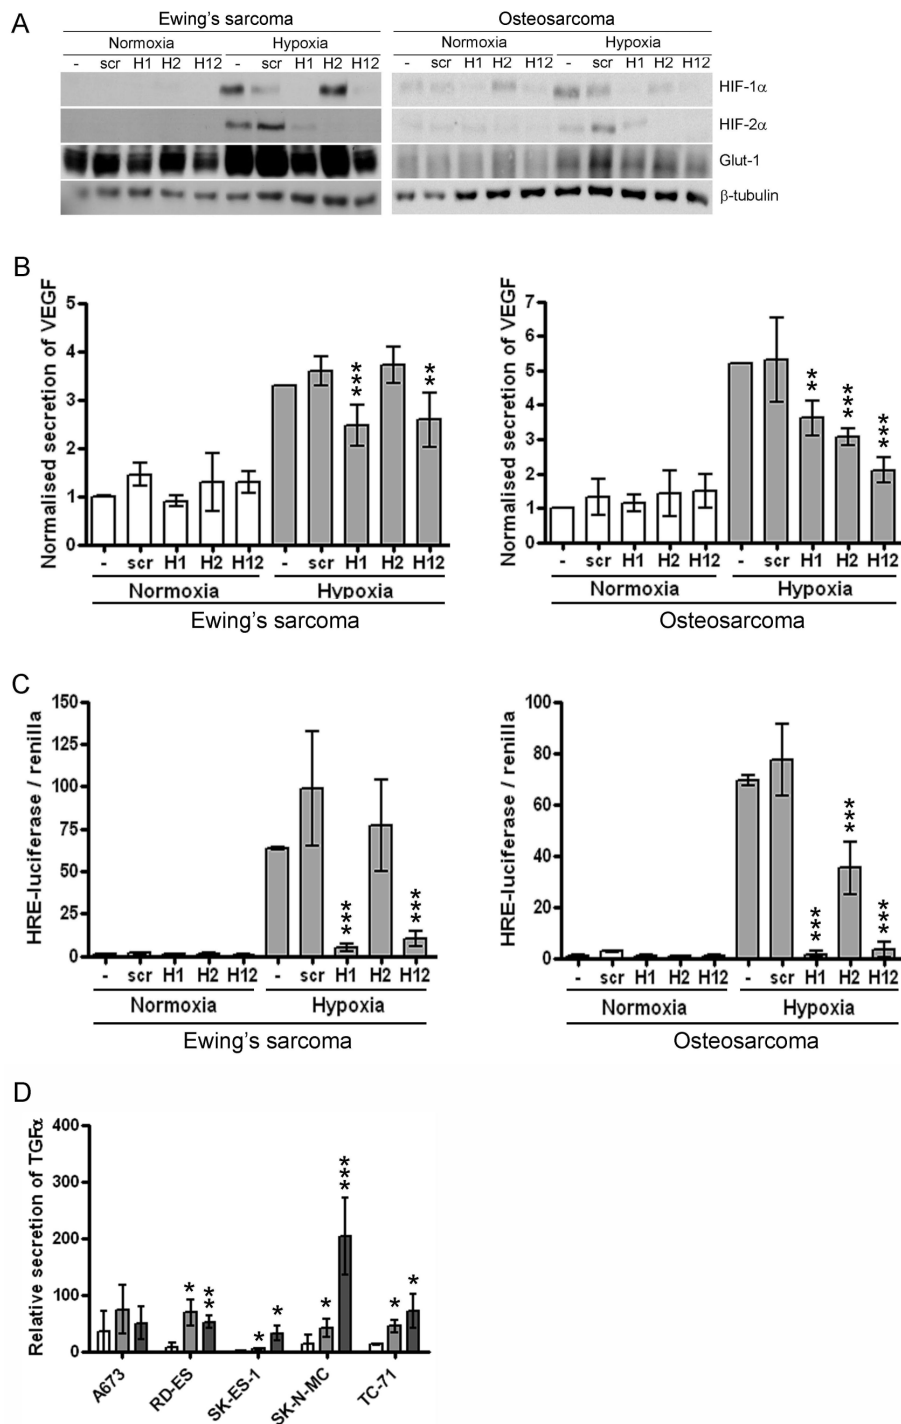 A
Ewing's sarcoma Osteosarcoma
Normoxia Hypoxia Normoxia Hypoxia
- scr H1 H2 H12 - scr H1 H2 H12 - scr H1 H2 H12 - scr H1 H2 H12
HIF-1α
HIF-2α
Glut-1
β-tubulin
B
Normalised secretion of VEGF
5
4
3
2
1
0
*** **
- scr H1 H2 H12 - scr H1 H2 H12
Normoxia Hypoxia
Ewing's sarcoma
Normalised secretion of VEGF
7
6
5
4
3
2
1
0
** *** ***
- scr H1 H2 H12 - scr H1 H2 H12
Normoxia Hypoxia
Osteosarcoma
C
HRE-luciferase / renilla
150
125
100
75
50
25
0
*** ***
- scr H1 H2 H12 - scr H1 H2 H12
Normoxia Hypoxia
Ewing's sarcoma
HRE-luciferase / renilla
100
80
60
40
20
0
*** *** ***
- scr H1 H2 H12 - scr H1 H2 H12
Normoxia Hypoxia
Osteosarcoma
D
Relative secretion of TGFα
400
300
200
100
0
* ** * * * *** * *
A673 RD-ES SK-ES-1 SK-N-MC TC-71